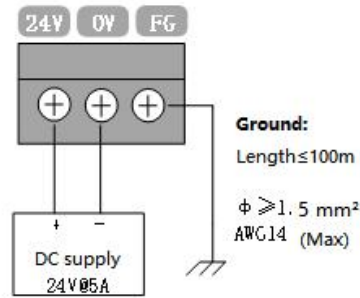 24V 0V FG
Ground:
Length≤100m
+ −
Φ≥1.5 mm²
AWG14 (Max)
DC supply
24V@5A